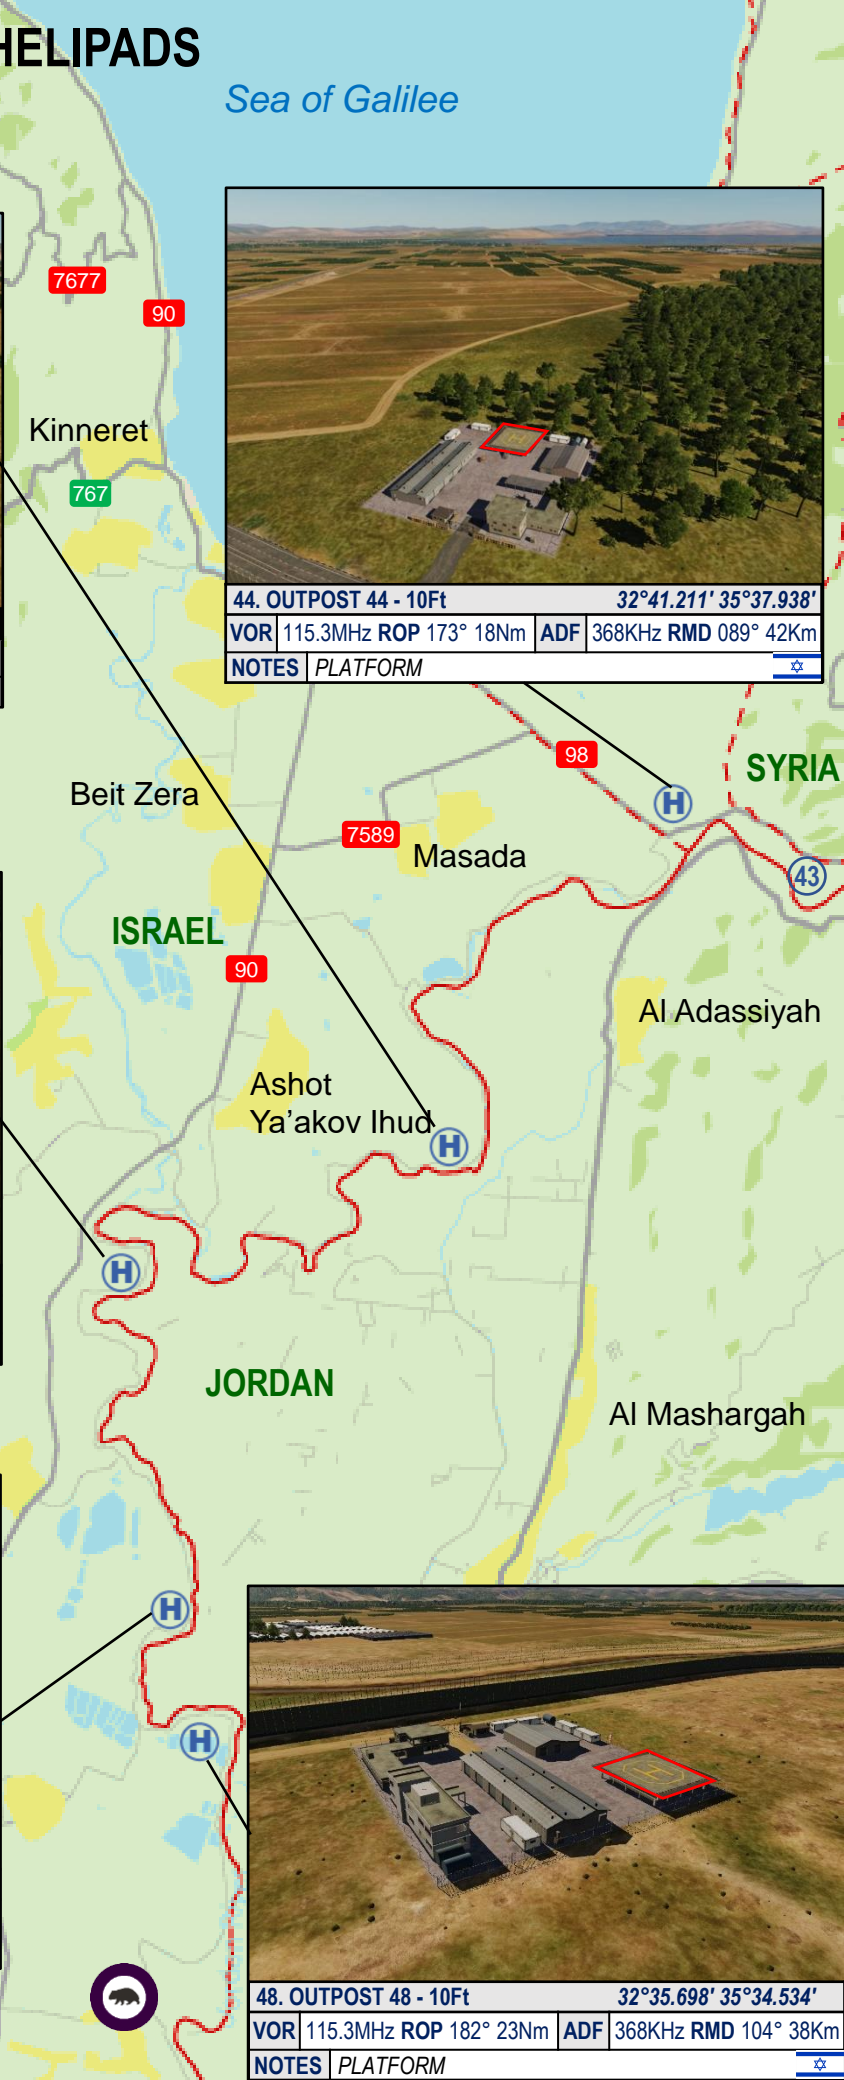 HELIPADS
Sea of Galilee
7677
90
Kinneret
767
44. OUTPOST 44 - 10Ft 32°41.211' 35°37.938'
VOR 115.3MHz ROP 173° 18Nm ADF 368KHz RMD 089° 42Km
NOTES PLATFORM
98
SYRIA
Beit Zera
H
7589
Masada
43
ISRAEL
90
Al Adassiyah
Ashot
Ya'akov Ihud
H
H
JORDAN
Al Mashargah
H
H
48. OUTPOST 48 - 10Ft 32°35.698' 35°34.534'
VOR 115.3MHz ROP 182° 23Nm ADF 368KHz RMD 104° 38Km
NOTES PLATFORM